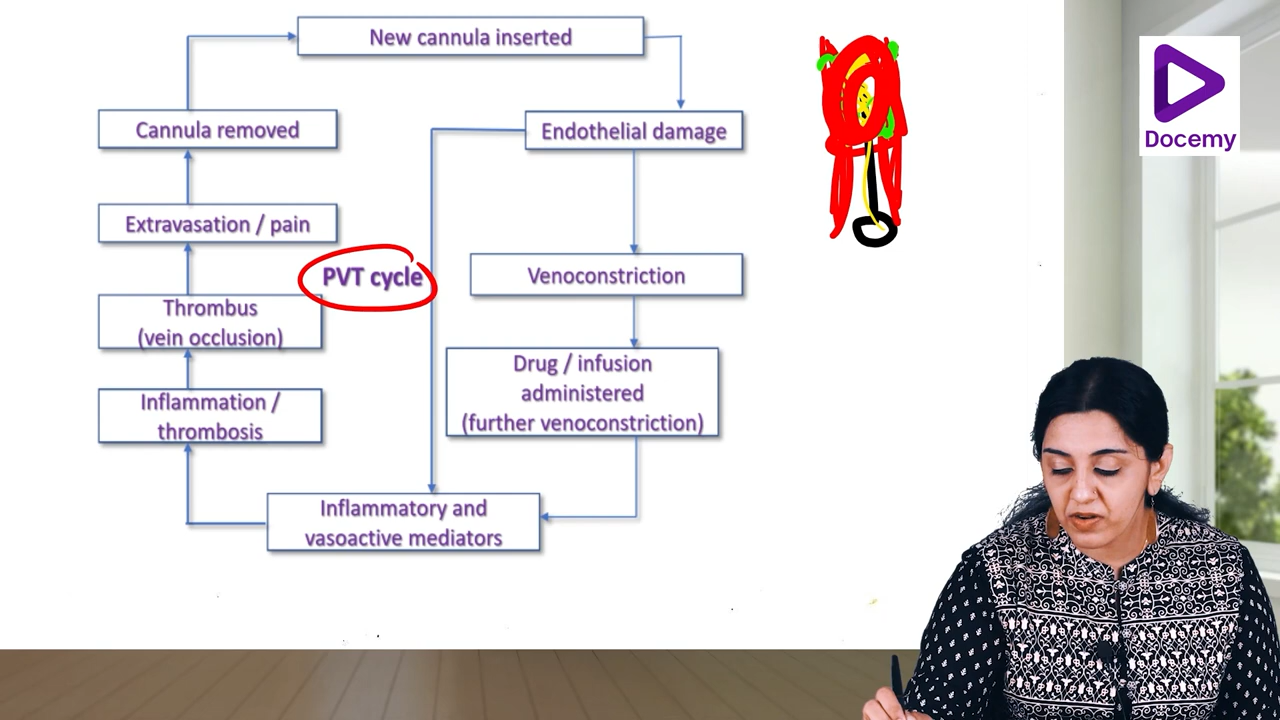 New cannula inserted
Cannula removed
Endothelial damage
Extravasation / pain
PVT cycle
Venoconstriction
Thrombus
(vein occlusion)
Drug / infusion
administered
(further venoconstriction)
Inflammation /
thrombosis
Inflammatory and
vasoactive mediators
Docemy